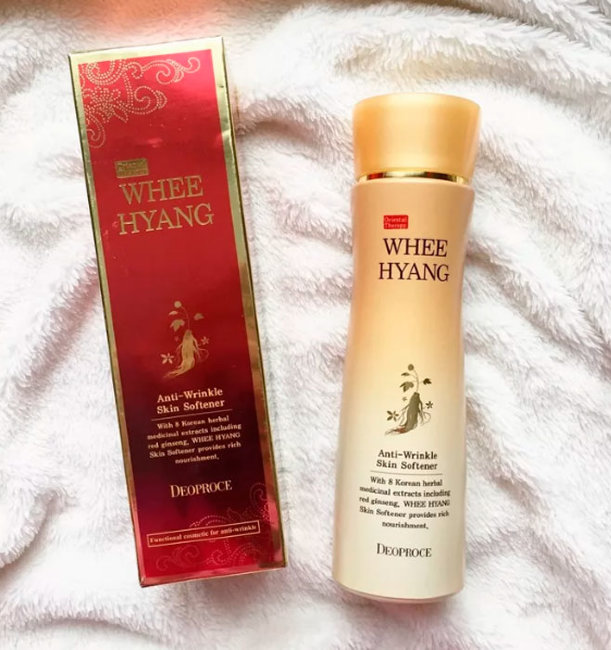 Oriental
Therapy
WHEE
HYANG
Anti-Wrinkle
Skin Softener
With 8 Korean herbal
medicinal extracts including
red ginseng, WHEE HYANG
Skin Softener provides rich
nourishment.
DEOPROCE
Functional cosmetic for anti-wrinkle
Oriental
Therapy
WHEE
HYANG
Anti-Wrinkle
Skin Softener
With 8 Korean herbal
medicinal extracts including
red ginseng, WHEE HYANG
Skin Softener provides rich
nourishment.
DEOPROCE